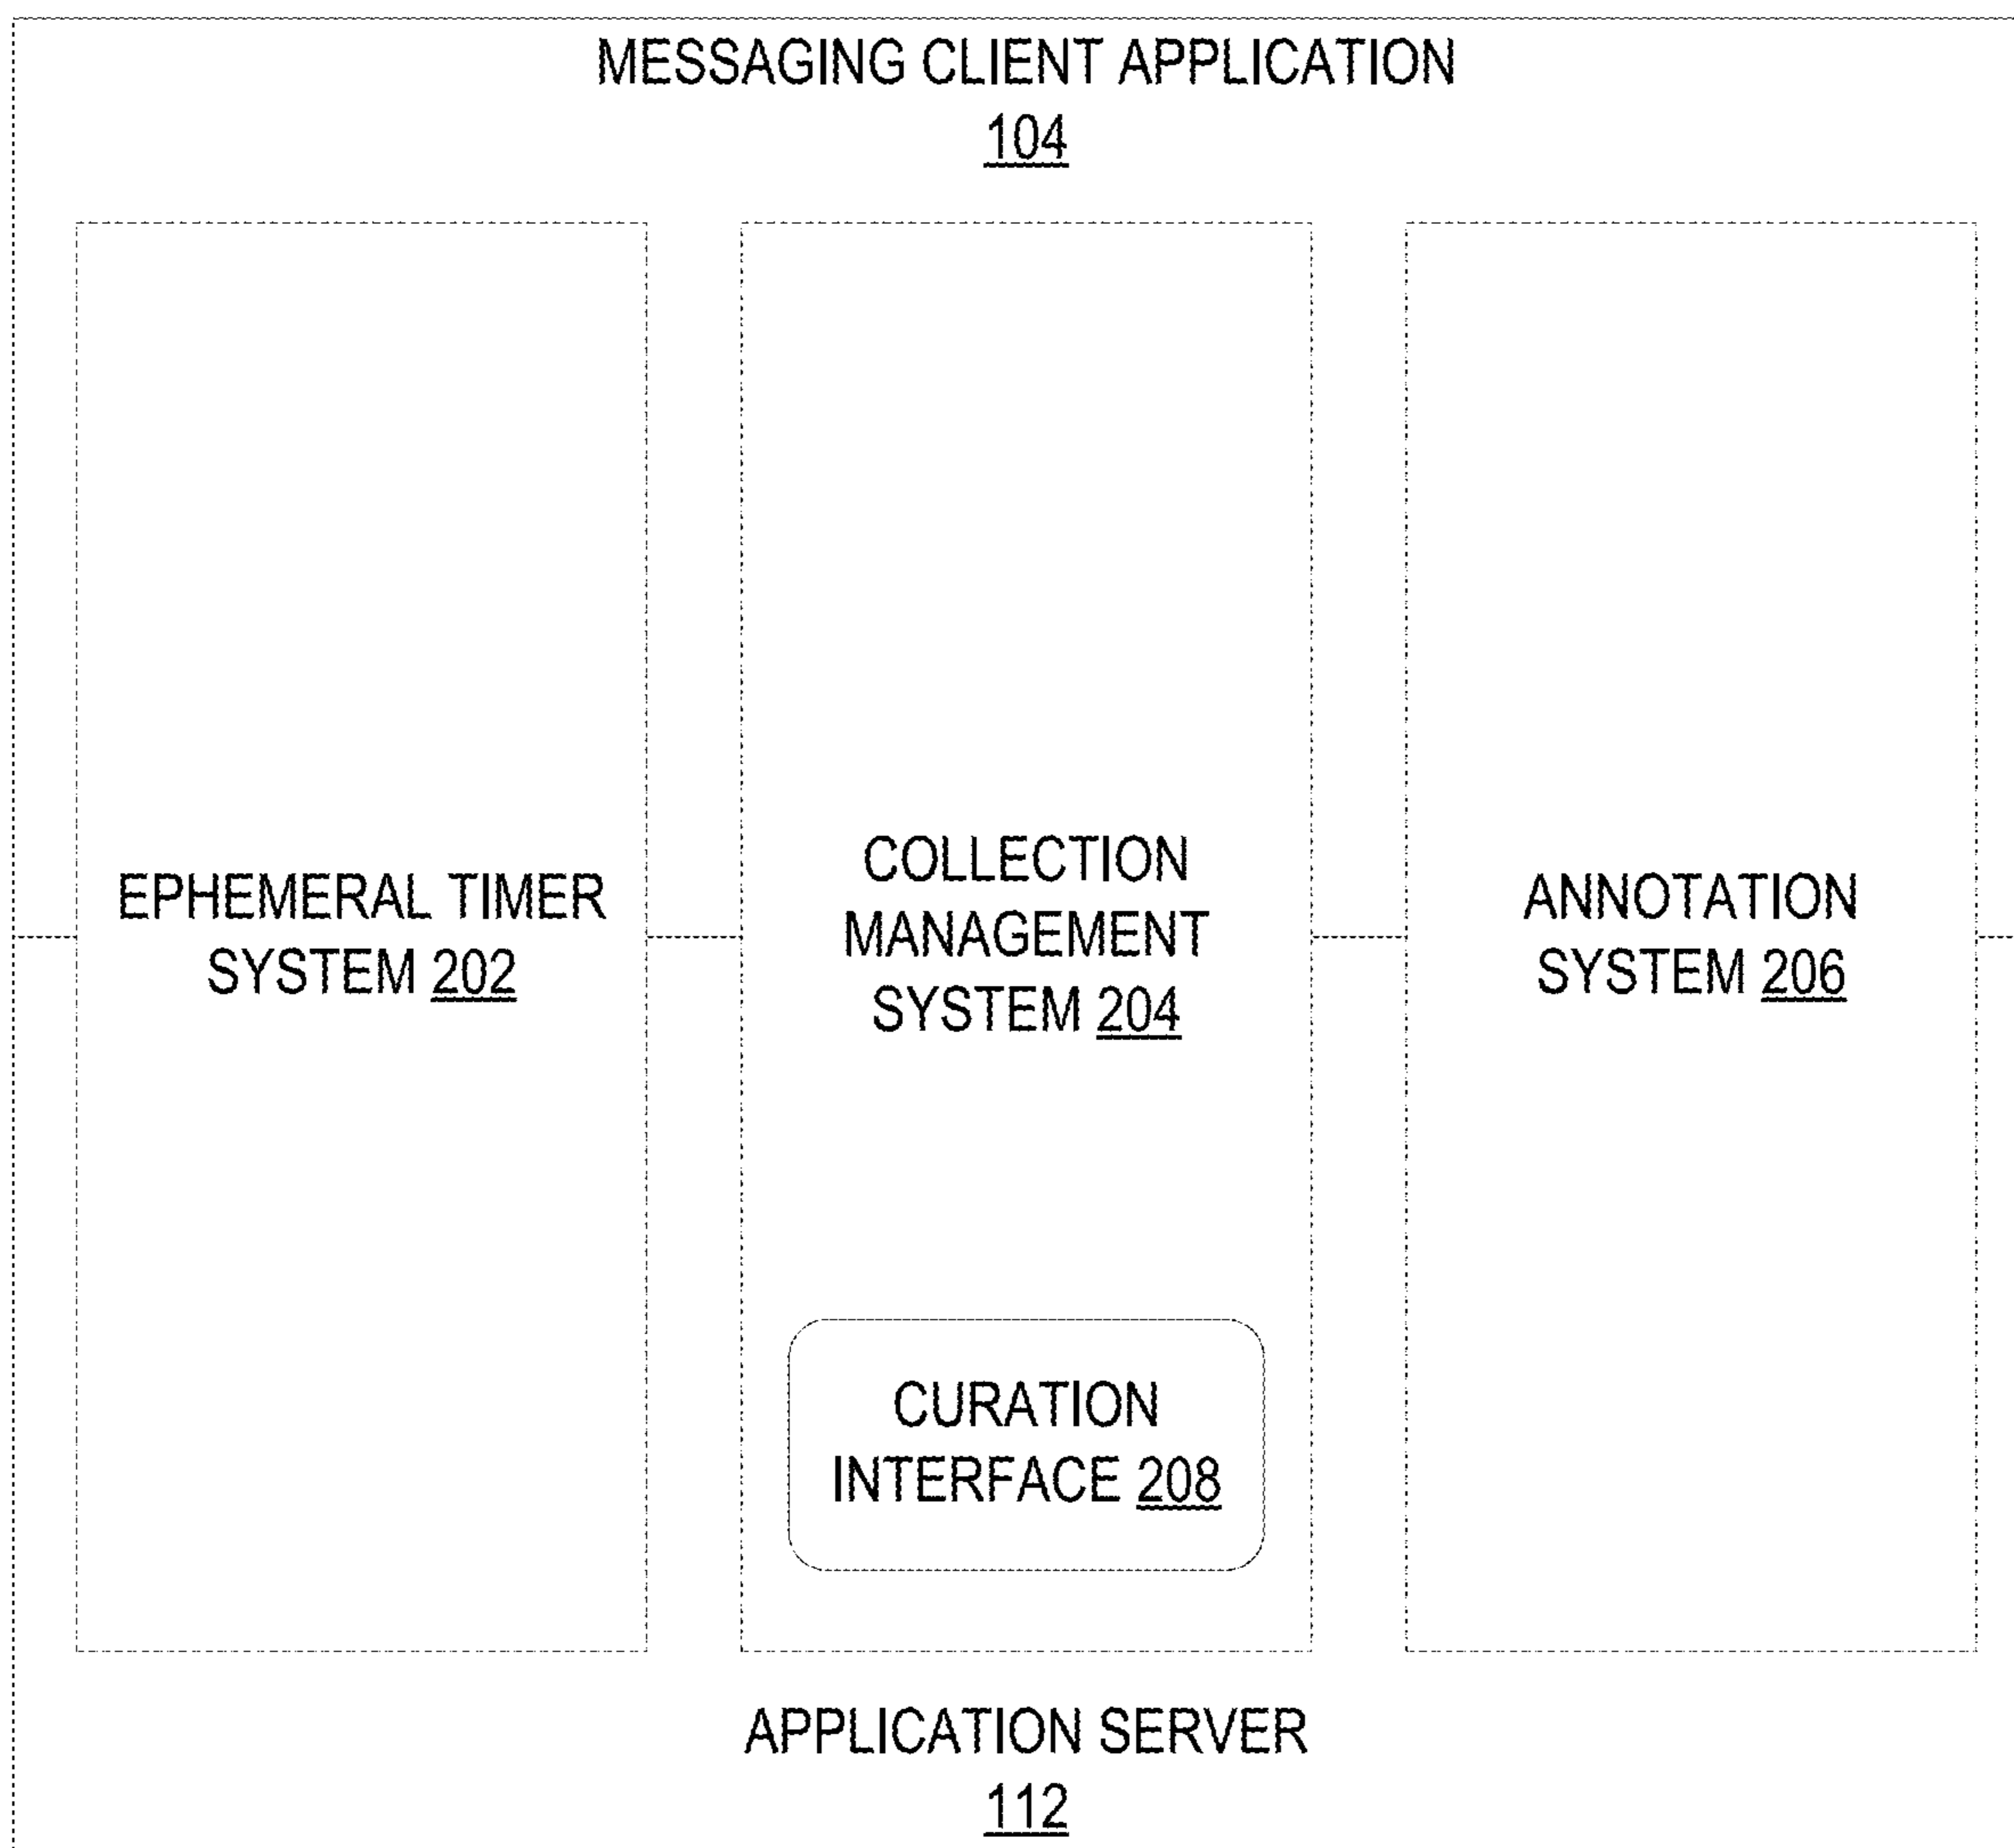 MESSAGING CLIENT APPLICATION
104
EPHEMERAL TIMER
SYSTEM 202
COLLECTION
MANAGEMENT
SYSTEM 204
ANNOTATION
SYSTEM 206
CURATION
INTERFACE 208
APPLICATION SERVER
112